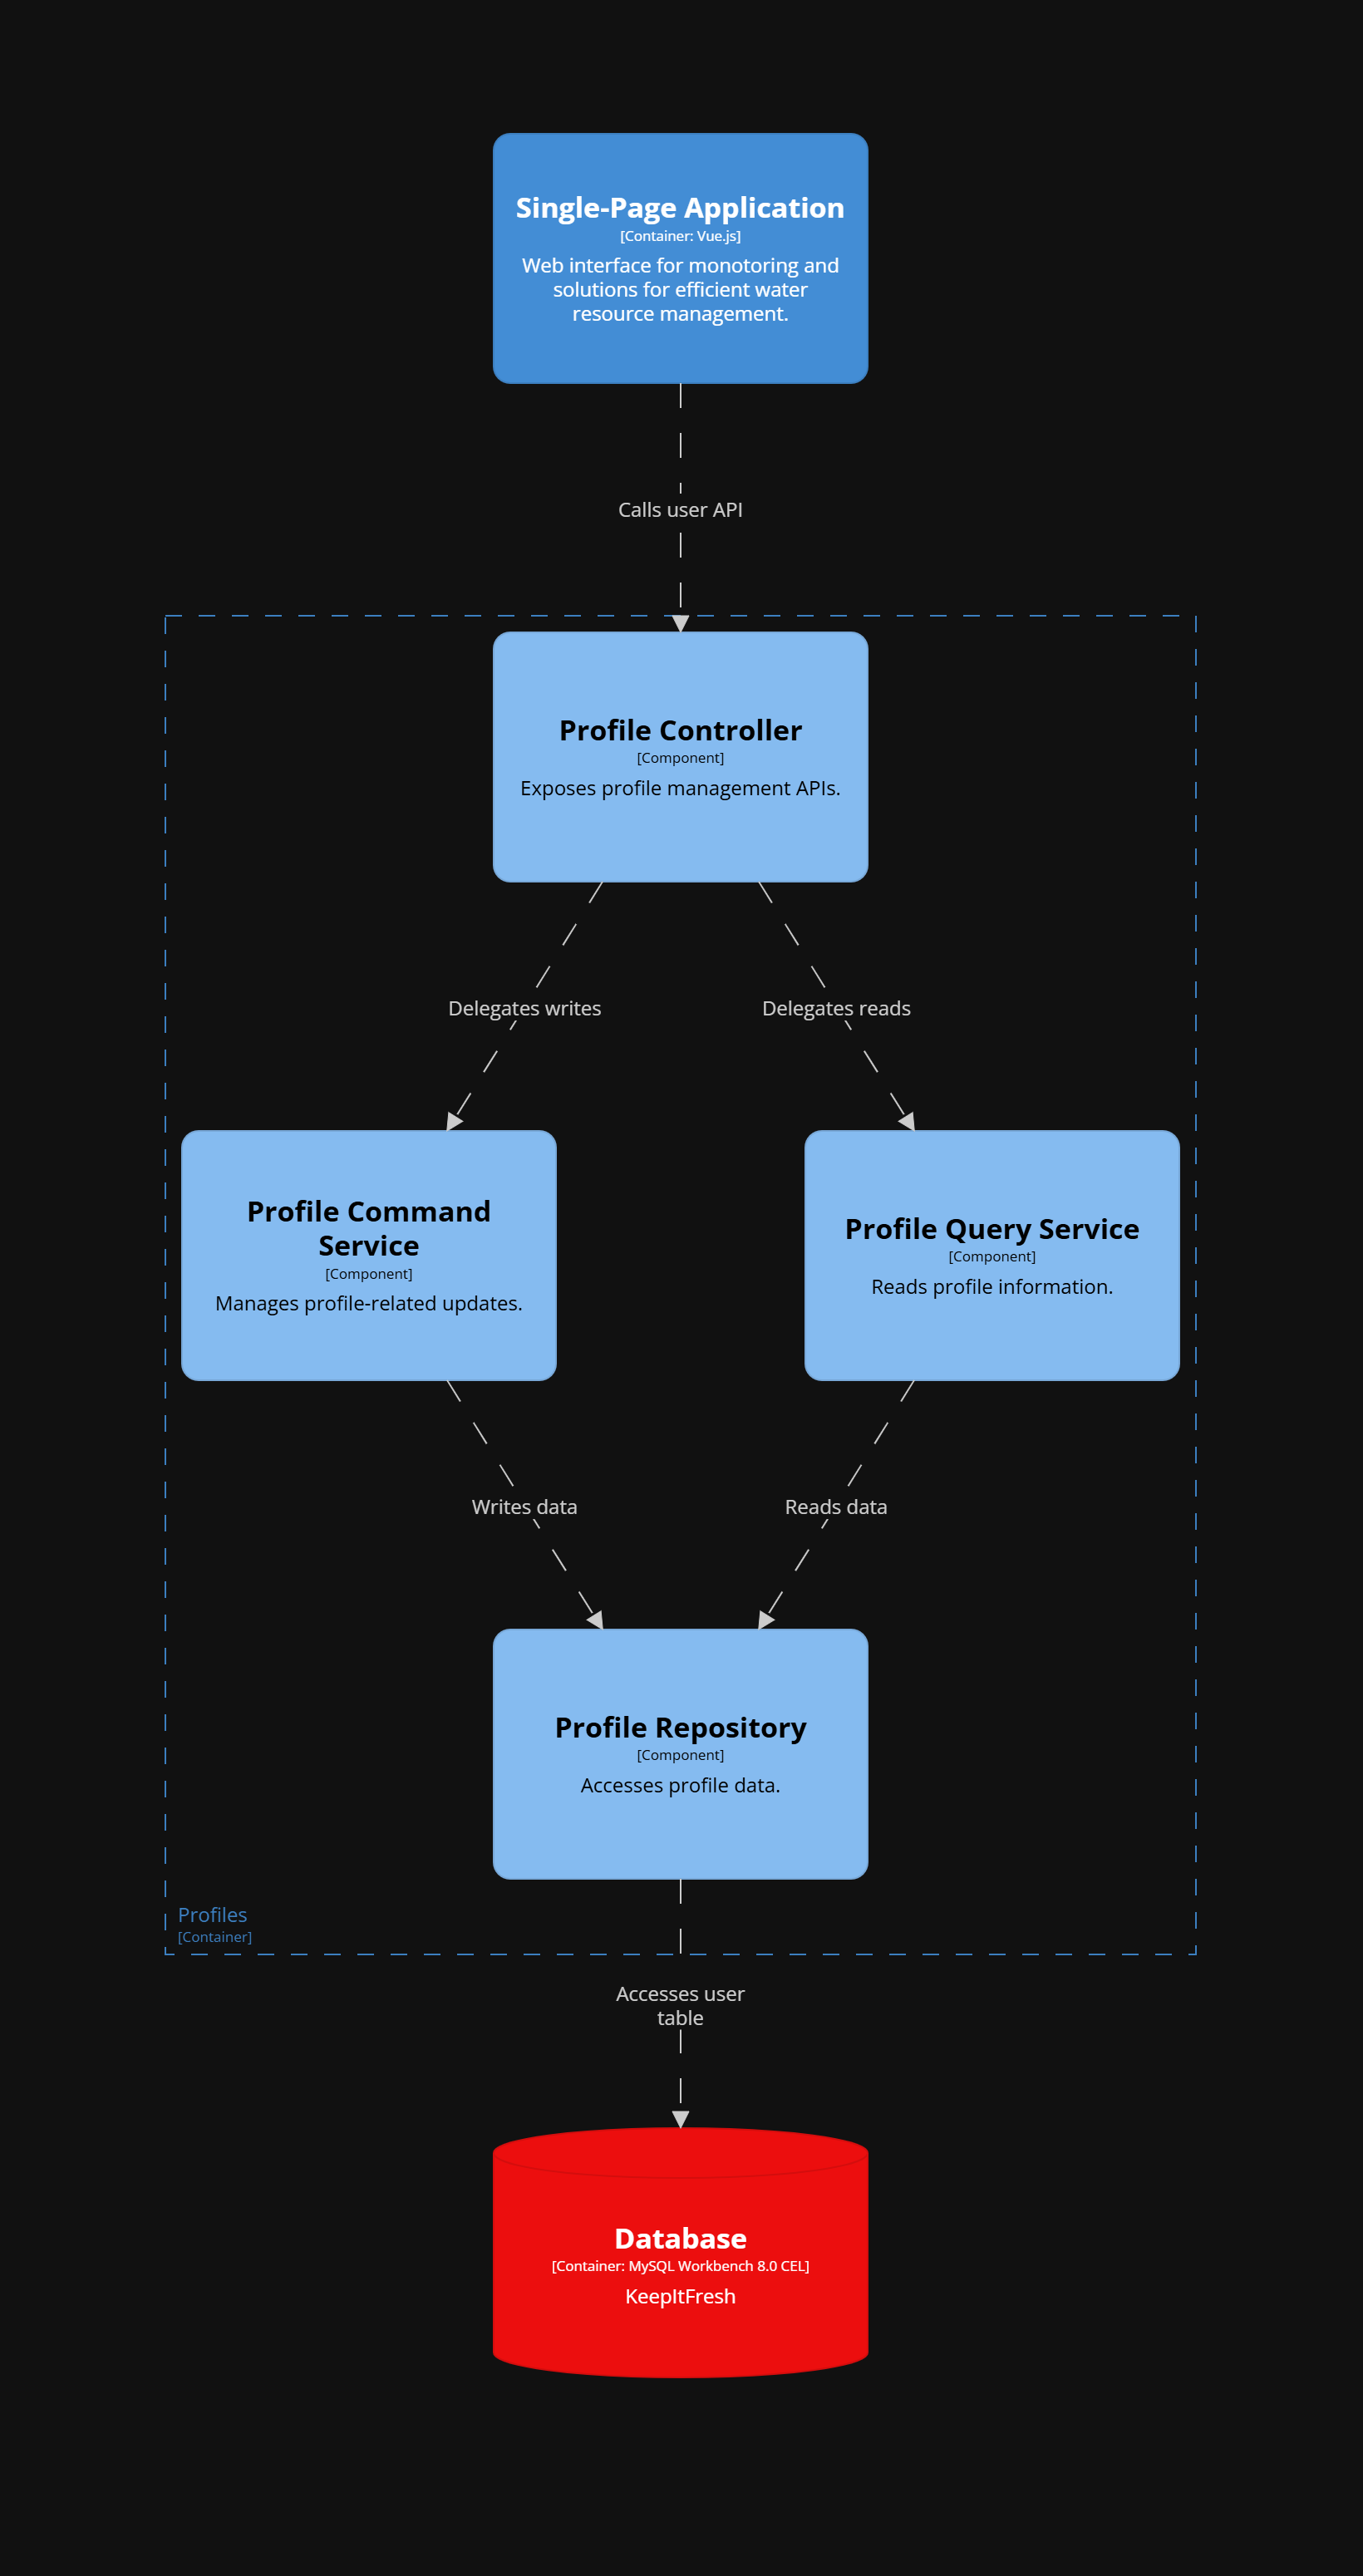 Single-Page Application
[Container: Vue.js]
Web interface for monotoring and
solutions for efficient water
resource management.
Calls user API
Profile Controller
[Component]
Exposes profile management APIs.
Delegates writes
Delegates reads
Profile Command
Service
[Component]
Manages profile-related updates.
Profile Query Service
[Component]
Reads profile information.
Writes data
Reads data
Profile Repository
[Component]
Accesses profile data.
Profiles
[Container]
Accesses user
table
Database
[Container: MySQL Workbench 8.0 CEL]
KeepItFresh